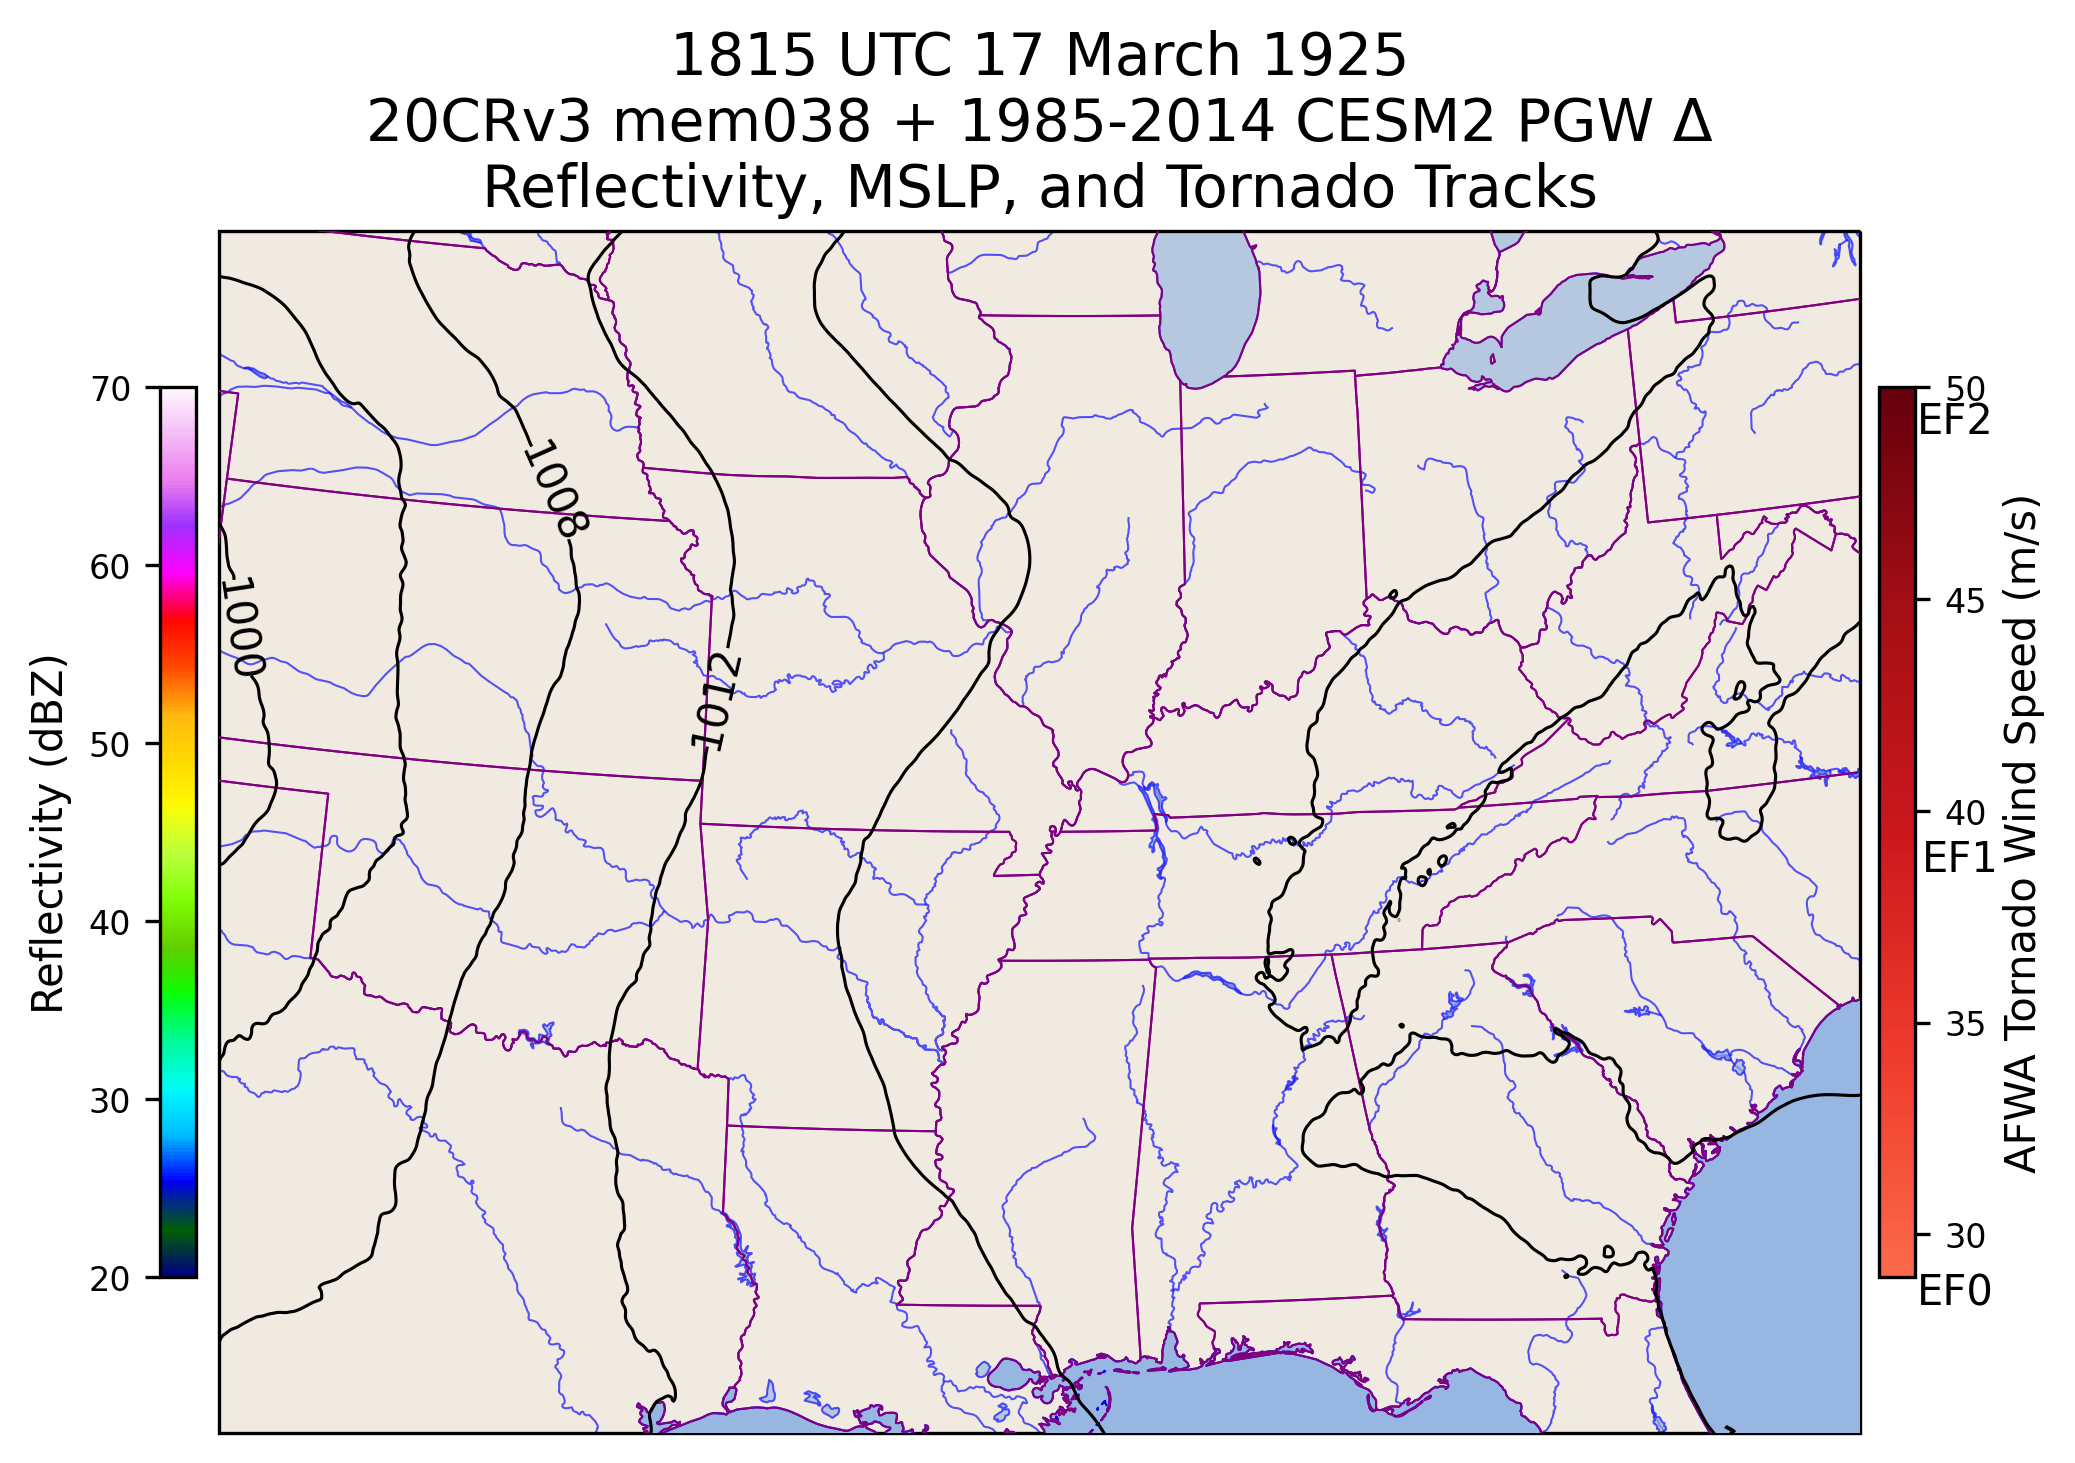 1815 UTC 17 March 1925
20CRv3 mem038 + 1985-2014 CESM2 PGW Δ
Reflectivity, MSLP, and Tornado Tracks
Reflectivity (dBZ)
70
60
50
40
30
20
1008
1000
1012
50
EF2
45
40
EF1
35
30
EF0
AFWA Tornado Wind Speed (m/s)